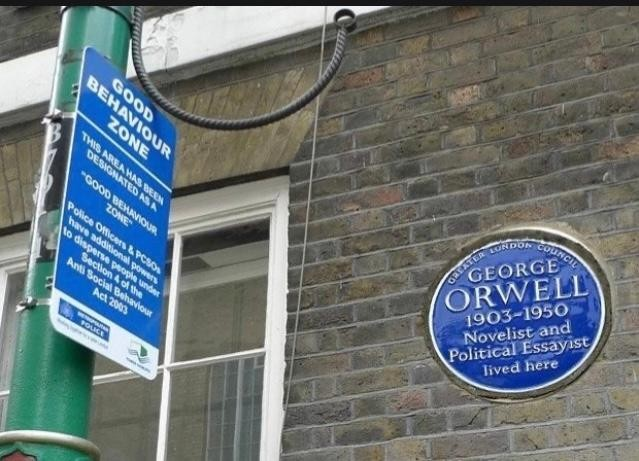 GOOD
BEHAVIOUR
ZONE
THIS AREA HAS BEEN
DESIGNATED AS A
"GOOD BEHAVIOUR
ZONE"
Police Officers & PCSOs
have additional powers
to disperse people under
Section 4 of the
Anti Social Behaviour
Act 2003
METROPOLITAN
POLICE
GREATER LONDON COUNCIL
GEORGE
ORWELL
1903-1950
Novelist and
Political Essayist
lived here